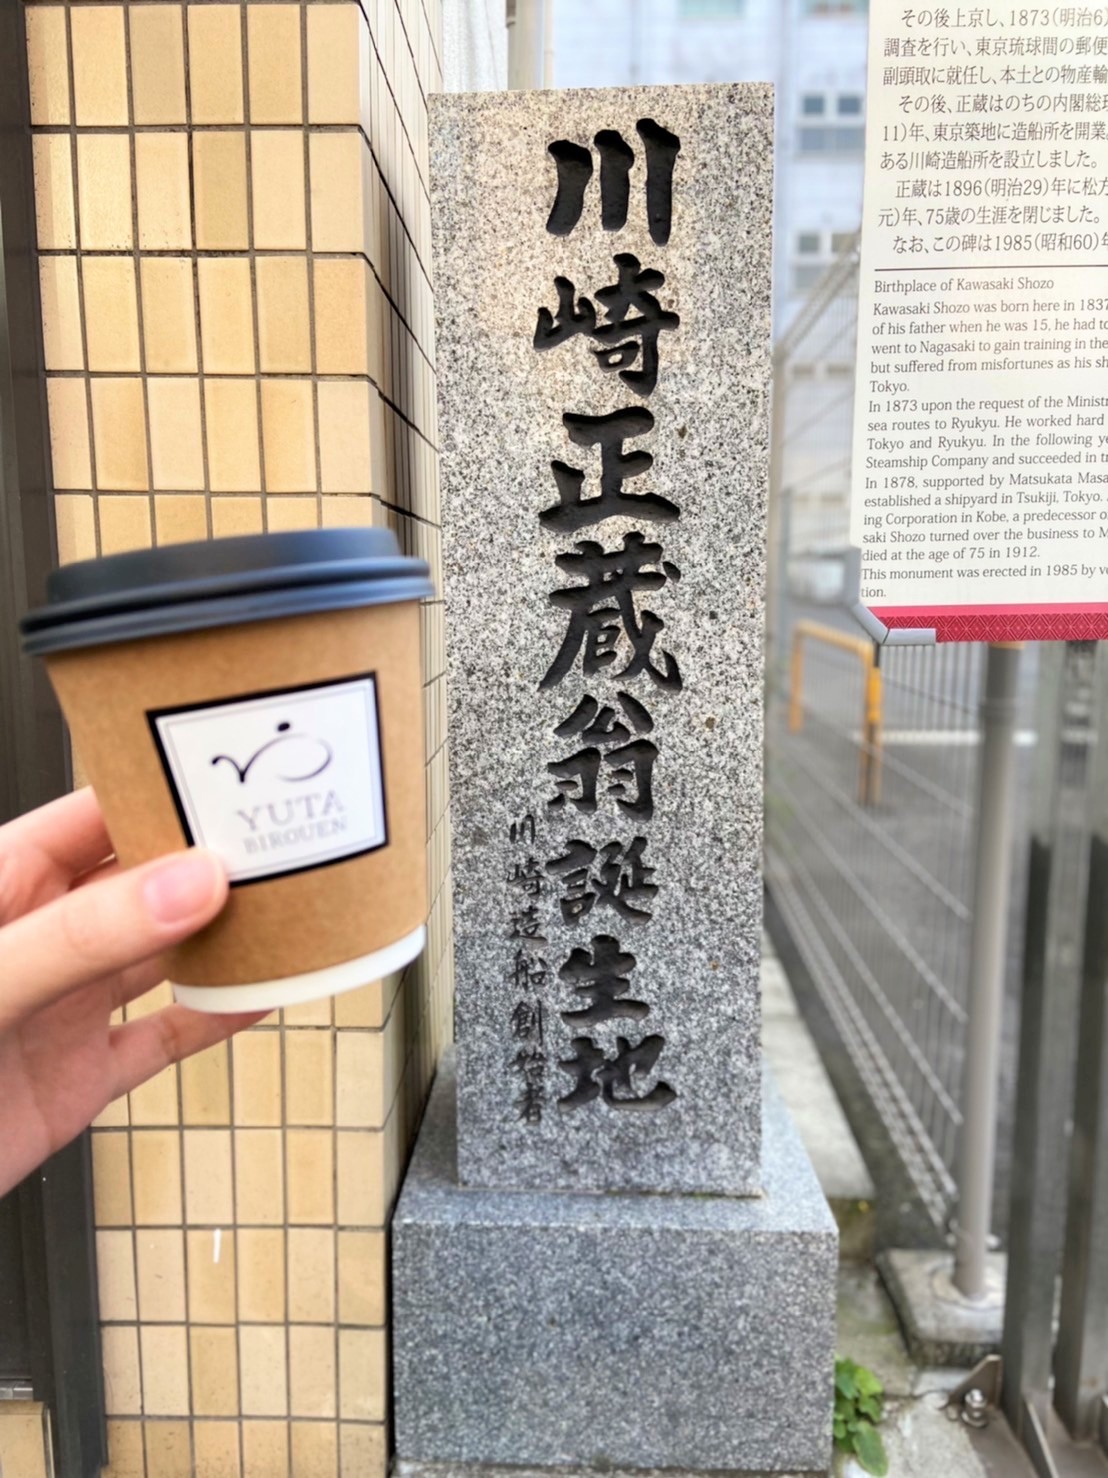 川崎正蔵翁誕生地
川崎造船創始者
YUTA
BIROUEN
その後上京し、1873(明治6)
調査を行い、東京琉球間の郵便
副頭取に就任し、本土との物産輸
その後、正蔵はのちの内閣総理
11)年、東京築地に造船所を開業
ある川崎造船所を設立しました。
正蔵は1896(明治29)年に松方
元)年、75歳の生涯を閉じました。
なお、この碑は1985(昭和60)年
Birthplace of Kawasaki Shozo
Kawasaki Shozo was born here in 1837
of his father when he was 15, he had to
went to Nagasaki to gain training in the
but suffered from misfortunes as his sh
Tokyo.
In 1873 upon the request of the Ministr
sea routes to Ryukyu. He worked hard
Tokyo and Ryukyu. In the following ye
Steamship Company and succeeded in tr
In 1878, supported by Matsukata Masa
established a shipyard in Tsukiji, Tokyo.
ing Corporation in Kobe, a predecessor o
saki Shozo turned over the business to M
died at the age of 75 in 1912.
This monument was erected in 1985 by vo
tion.